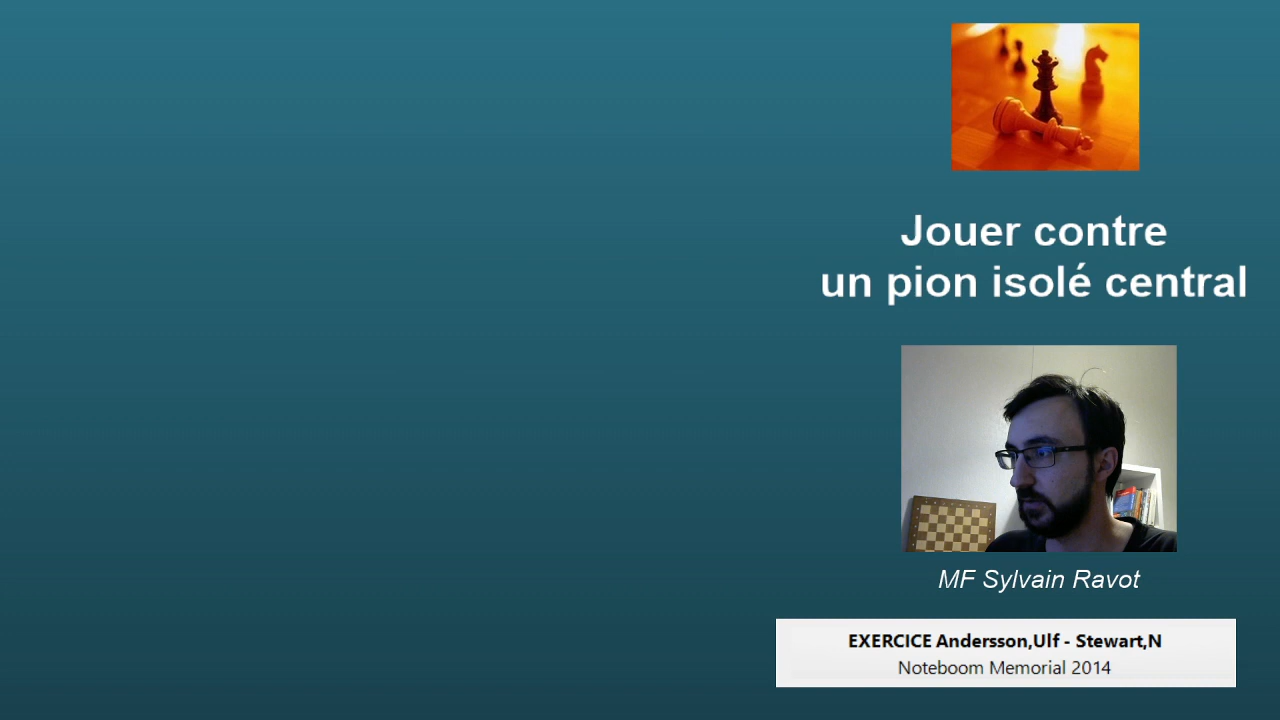 Jouer contre
un pion isolé central
MF Sylvain Ravot
EXERCICE Andersson,Ulf - Stewart,N
Noteboom Memorial 2014